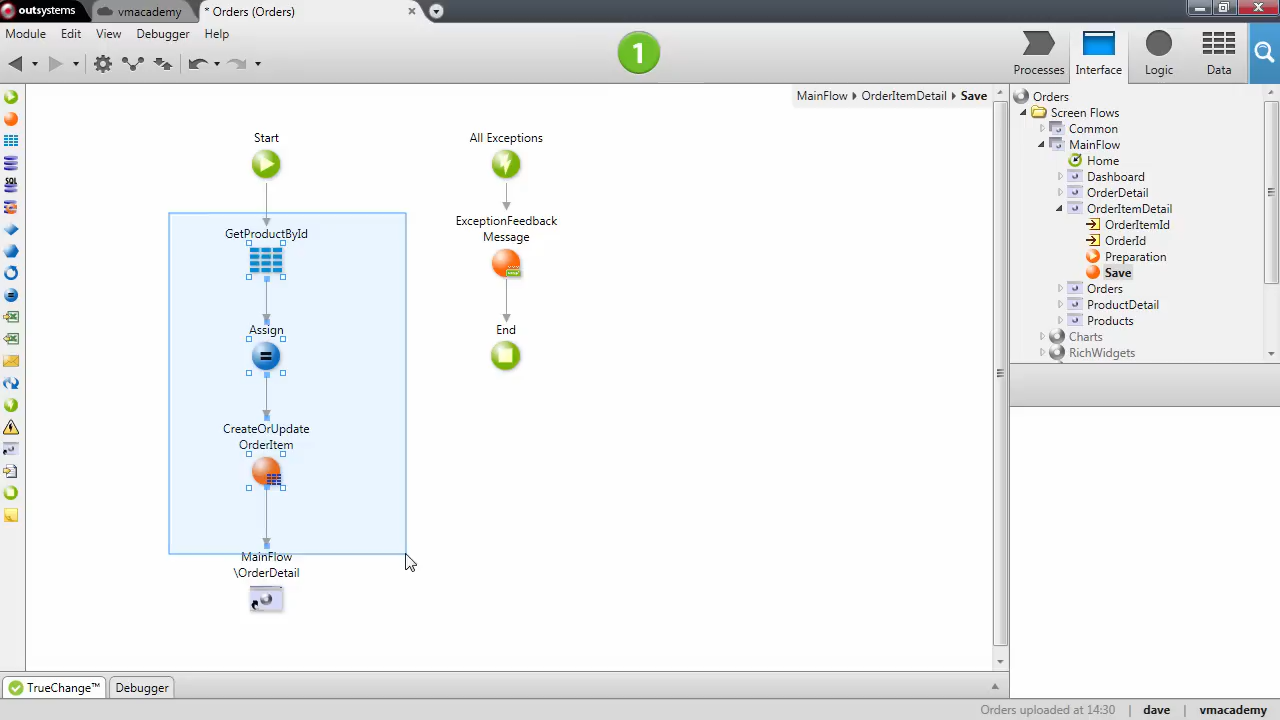 outsystems
vmacademy
* Orders (Orders)
Module
Edit
View
Debugger
Help
1
Processes
Interface
Logic
Data
MainFlow
OrderItemDetail
Save
Start
GetProductById
Assign
CreateOrUpdate
OrderItem
MainFlow
\OrderDetail
All Exceptions
ExceptionFeedback
Message
End
SQL
Orders
Screen Flows
Common
MainFlow
Home
Dashboard
OrderDetail
OrderItemDetail
OrderItemId
OrderId
Preparation
Save
Orders
ProductDetail
Products
Charts
RichWidgets
TrueChange™
Debugger
Orders uploaded at 14:30
dave
vmacademy